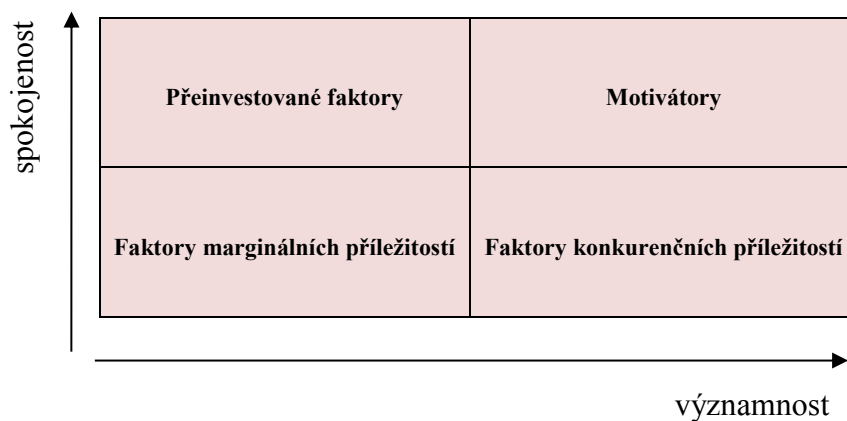 spokojenost
Přeinvestované faktory
Motivátory
Faktory marginálních příležitostí
Faktory konkurenčních příležitostí
významnost